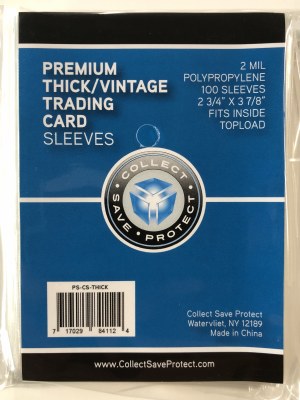 PREMIUM
THICK/VINTAGE
TRADING
CARD
SLEEVES
2 MIL
POLYPROPYLENE
100 SLEEVES
2 3/4" X 3 7/8"
FITS INSIDE
TOPLOAD
COLLECT
• SAVE • PROTECT •
PS-CS-THICK
7 17029 84112 4
Collect Save Protect
Watervliet, NY 12189
Made in China
www.CollectSaveProtect.com